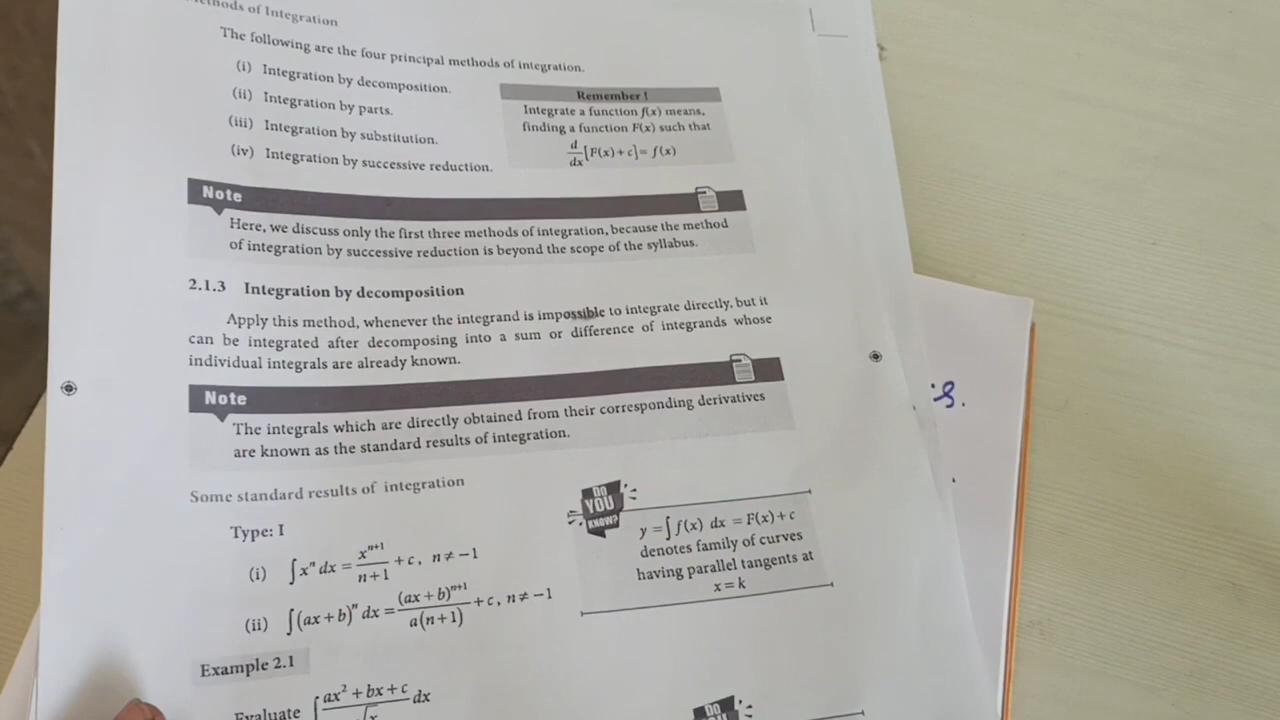 of Integration
The following are the four principal methods of integration.
(i) Integration by decomposition.
(ii) Integration by parts.
(iii) Integration by substitution.
(iv) Integration by successive reduction.
Remember !
Integrate a function f(x) means,
finding a function F(x) such that
d/dx [F(x)+c]= f(x)
Note
Here, we discuss only the first three methods of integration, because the method
of integration by successive reduction is beyond the scope of the syllabus.
2.1.3 Integration by decomposition
Apply this method, whenever the integrand is impossible to integrate directly, but it
can be integrated after decomposing into a sum or difference of integrands whose
individual integrals are already known.
Note
The integrals which are directly obtained from their corresponding derivatives
are known as the standard results of integration.
Some standard results of integration
Type: I
(i) ∫xⁿ dx = xⁿ⁺¹/(n+1) + c, n ≠ −1
(ii) ∫(ax+b)ⁿ dx = (ax+b)ⁿ⁺¹/a(n+1) + c, n ≠ −1
DO
YOU
KNOW?
y = ∫ f(x) dx = F(x)+c
denotes family of curves
having parallel tangents at
x = k
Example 2.1
Evaluate ∫ (ax² + bx + c)/√x dx
DO